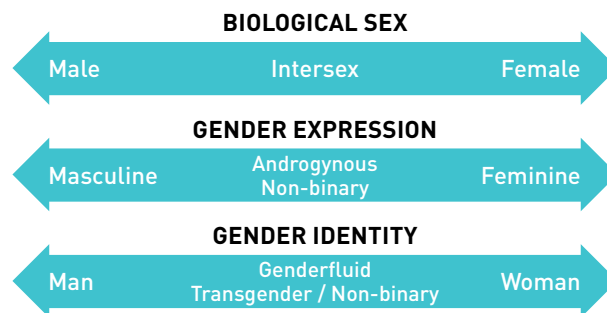 BIOLOGICAL SEX
Male Intersex Female
GENDER EXPRESSION
Masculine Androgynous Feminine
Non-binary
GENDER IDENTITY
Man Genderfluid Woman
Transgender / Non-binary